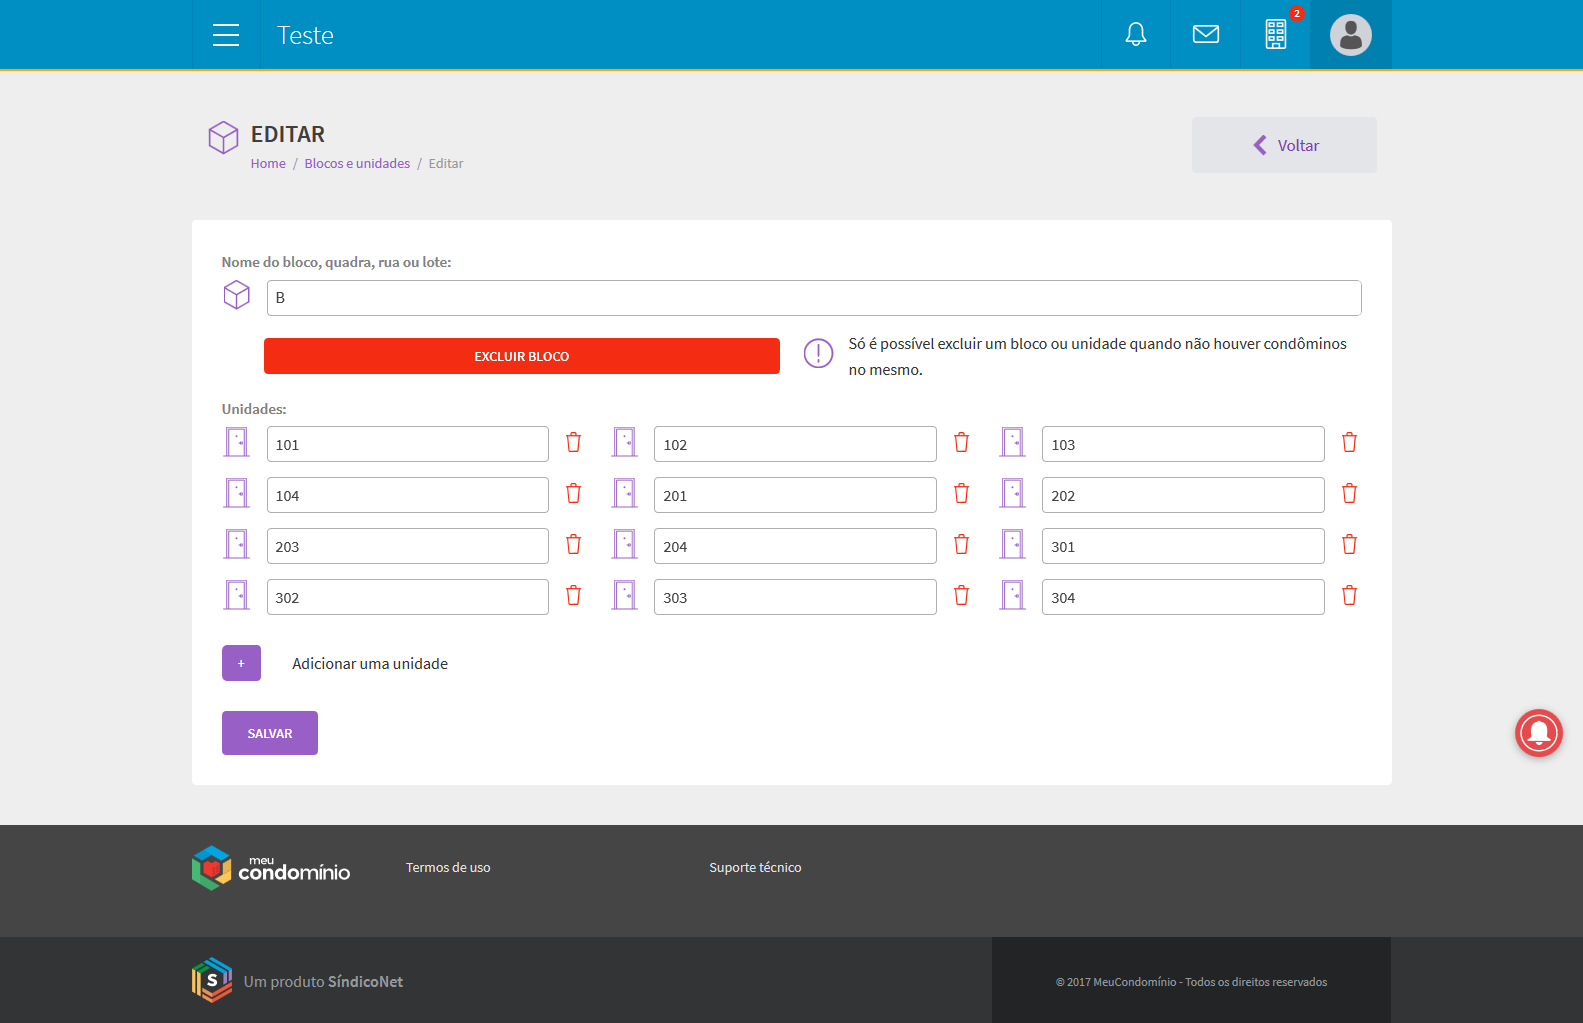 Teste
2
EDITAR
Home / Blocos e unidades / Editar
Voltar
Nome do bloco, quadra, rua ou lote:
B
EXCLUIR BLOCO
Só é possível excluir um bloco ou unidade quando não houver condôminos
no mesmo.
Unidades:
101 102 103
104 201 202
203 204 301
302 303 304
+ Adicionar uma unidade
SALVAR
meu
condomínio
Termos de uso
Suporte técnico
S
Um produto SíndicoNet
© 2017 MeuCondomínio - Todos os direitos reservados